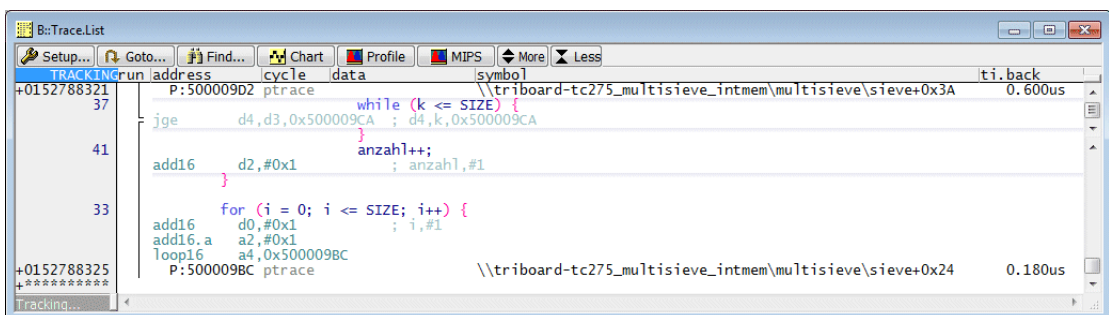 B::Trace.List
Setup... Goto... Find... Chart Profile MIPS More Less
TRACKING run address cycle data symbol ti.back
+0152788321 P:500009D2 ptrace \\triboard-tc275_multisieve_intmem\multisieve\sieve+0x3A 0.600us
37 while (k <= SIZE) {
jge d4,d3,0x500009CA ; d4,k,0x500009CA
}
41 anzahl++;
add16 d2,#0x1 ; anzahl,#1
}
33 for (i = 0; i <= SIZE; i++) {
add16 d0,#0x1 ; i,#1
add16.a a2,#0x1
loop16 a4,0x500009BC
+0152788325 P:500009BC ptrace \\triboard-tc275_multisieve_intmem\multisieve\sieve+0x24 0.180us
+**********
Tracking...